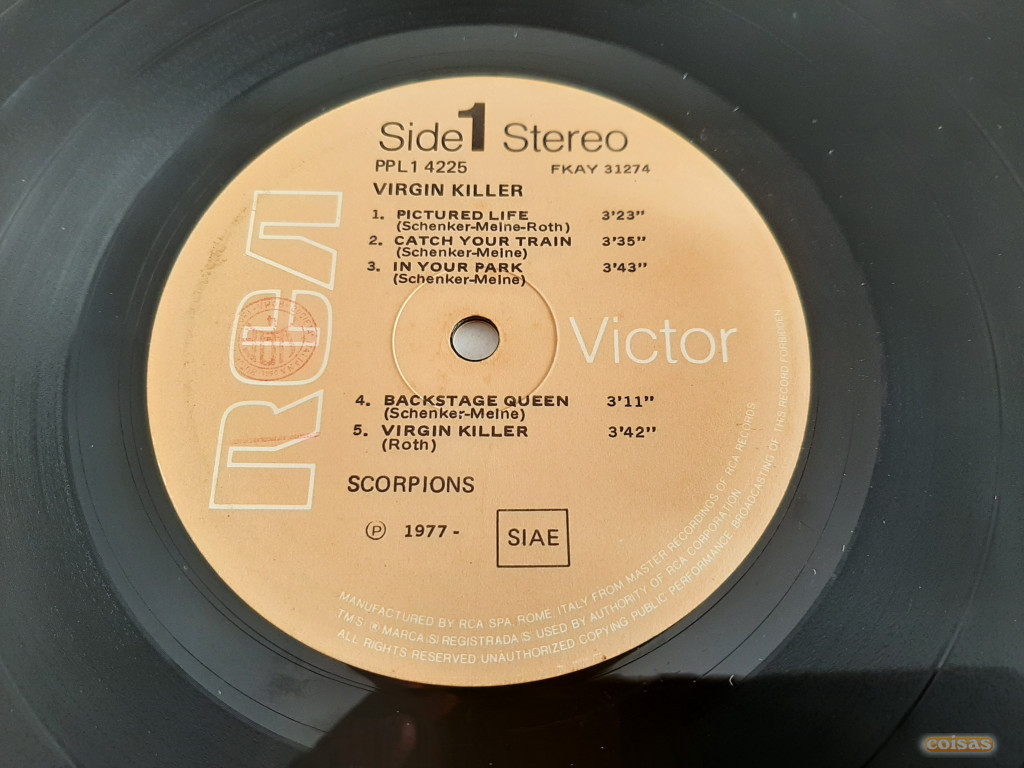 Side 1 Stereo
PPL1 4225 FKAY 31274
VIRGIN KILLER
1. PICTURED LIFE 3'23"
(Schenker-Meine-Roth)
2. CATCH YOUR TRAIN 3'35"
(Schenker-Meine)
3. IN YOUR PARK 3'43"
(Schenker-Meine)
RCA
Victor
4. BACKSTAGE QUEEN 3'11"
(Schenker-Meine)
5. VIRGIN KILLER 3'42"
(Roth)
SCORPIONS
Ⓟ 1977 -
SIAE
MANUFACTURED BY RCA SPA, ROME, ITALY FROM MASTER RECORDINGS OF RCA RECORDS
TMS ® MARCA(S) REGISTRADA(S) USED BY AUTHORITY OF RCA CORPORATION
ALL RIGHTS RESERVED UNAUTHORIZED COPYING PUBLIC PERFORMANCE BROADCASTING OF THIS RECORD FORBIDDEN
coisas